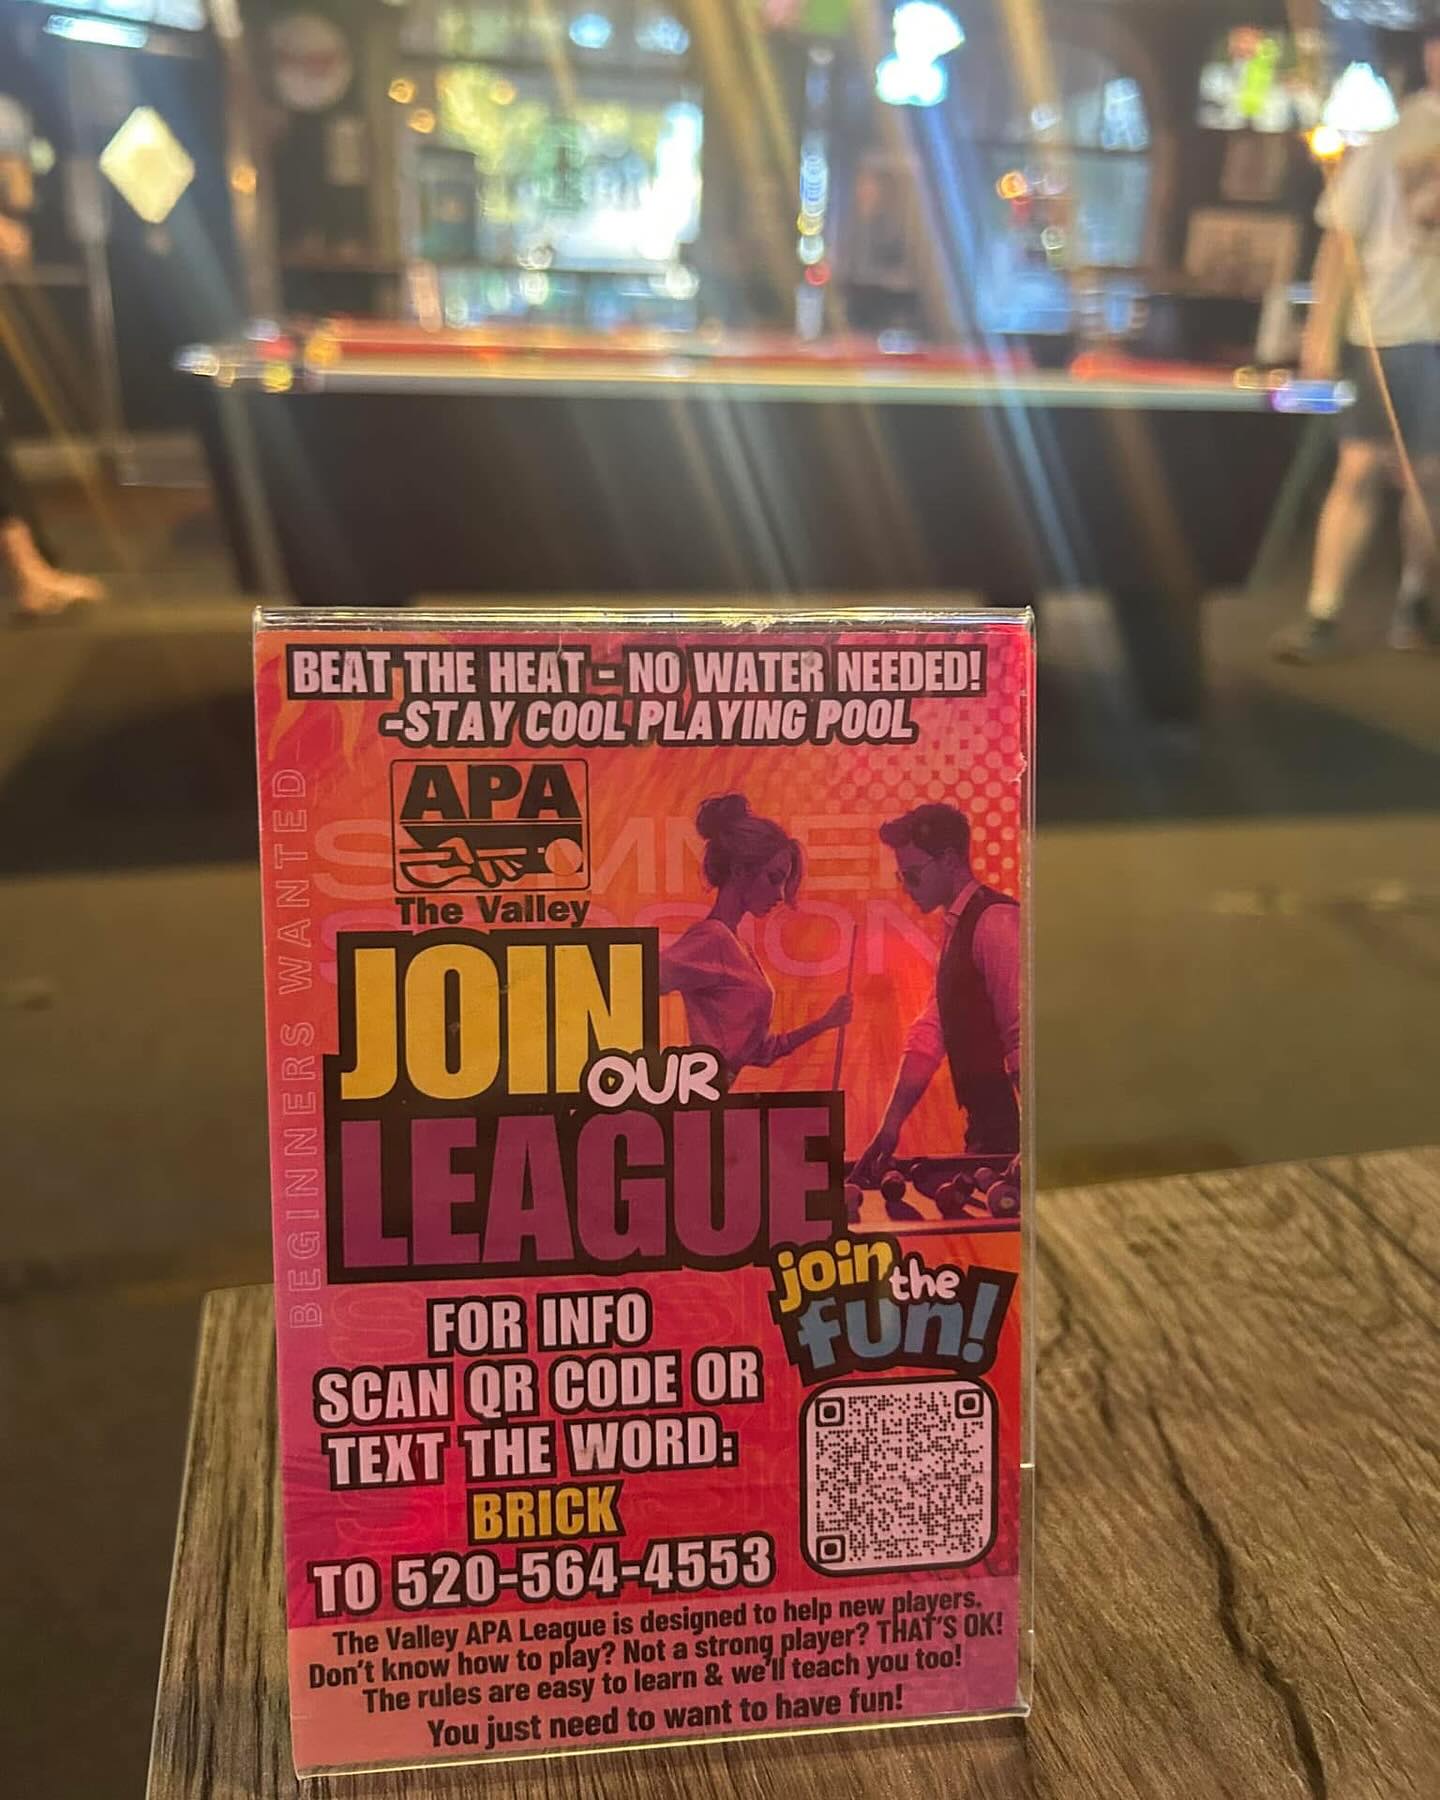 BEAT THE HEAT - NO WATER NEEDED!
-STAY COOL PLAYING POOL
APA
The Valley
SUMMER
SESSION
BEGINNERS WANTED
JOIN
OUR
LEAGUE
join the
fun!
FOR INFO
SCAN QR CODE OR
TEXT THE WORD:
BRICK
TO 520-564-4553
The Valley APA League is designed to help new players.
Don't know how to play? Not a strong player? THAT'S OK!
The rules are easy to learn & we'll teach you too!
You just need to want to have fun!